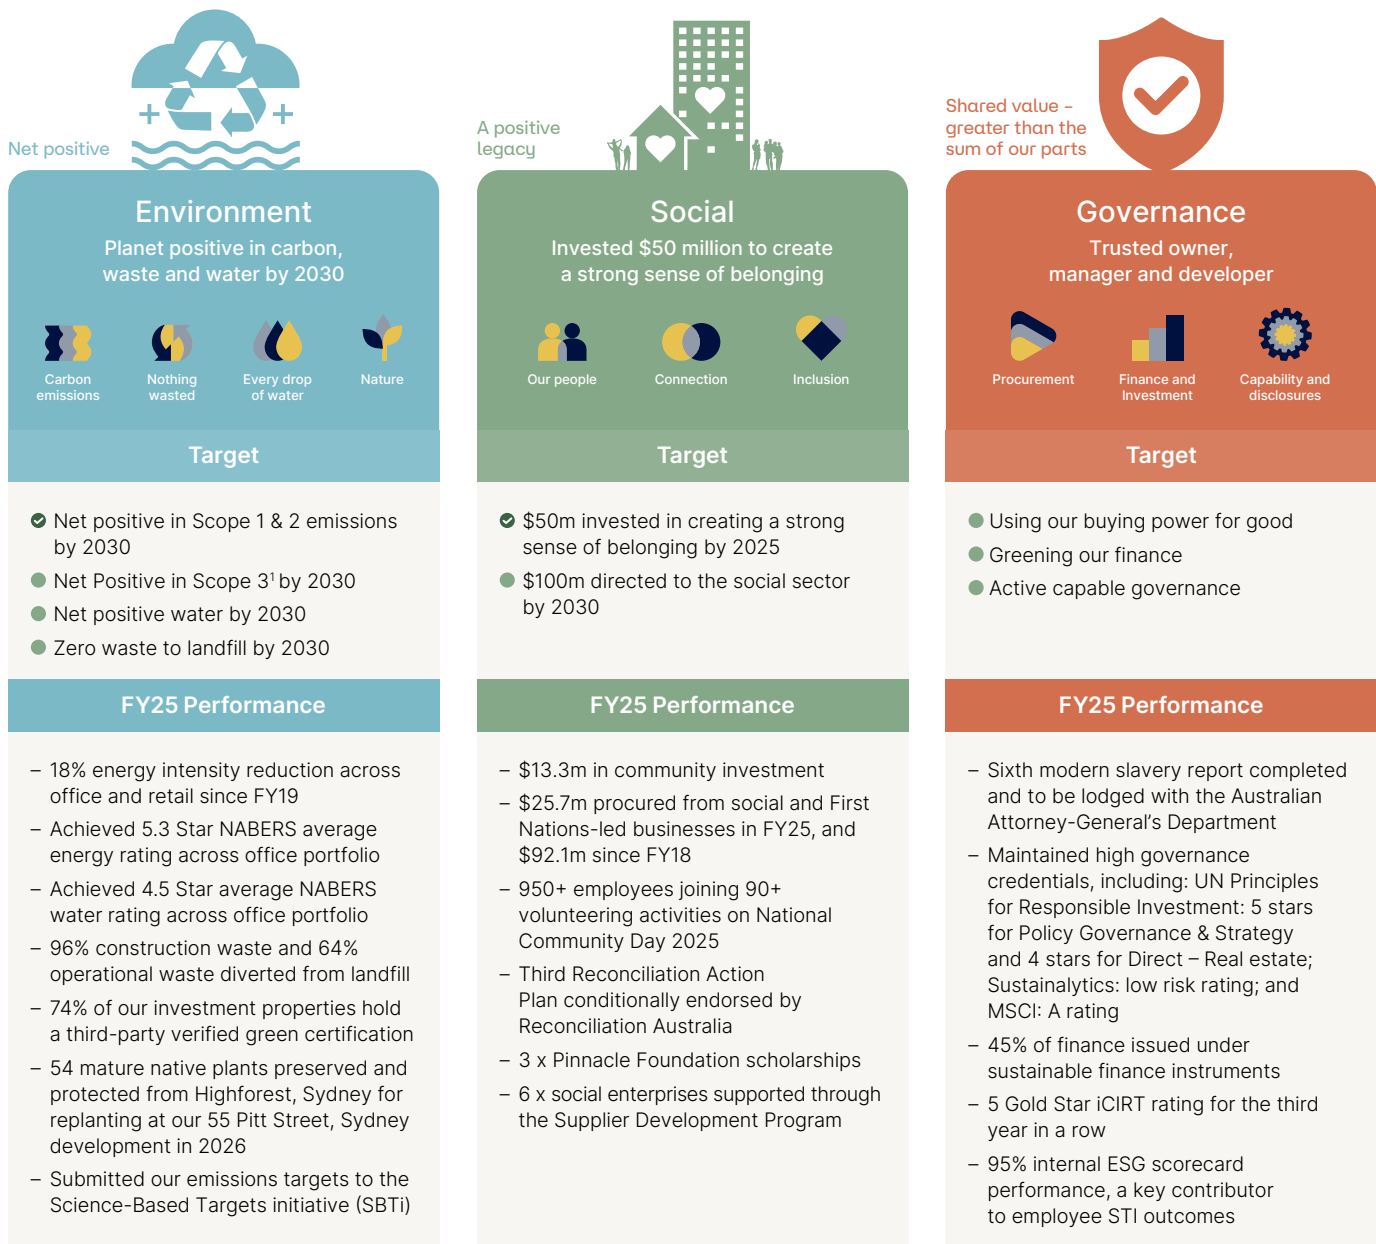 Net positive
Environment
Planet positive in carbon,
waste and water by 2030
Carbon
emissions
Nothing
wasted
Every drop
of water
Nature
Target
Net positive in Scope 1 & 2 emissions
by 2030
Net Positive in Scope 3¹ by 2030
Net positive water by 2030
Zero waste to landfill by 2030
FY25 Performance
– 18% energy intensity reduction across
office and retail since FY19
– Achieved 5.3 Star NABERS average
energy rating across office portfolio
– Achieved 4.5 Star average NABERS
water rating across office portfolio
– 96% construction waste and 64%
operational waste diverted from landfill
– 74% of our investment properties hold
a third-party verified green certification
– 54 mature native plants preserved and
protected from Highforest, Sydney for
replanting at our 55 Pitt Street, Sydney
development in 2026
– Submitted our emissions targets to the
Science-Based Targets initiative (SBTi)
A positive
legacy
Social
Invested $50 million to create
a strong sense of belonging
Our people
Connection
Inclusion
Target
$50m invested in creating a strong
sense of belonging by 2025
$100m directed to the social sector
by 2030
FY25 Performance
– $13.3m in community investment
– $25.7m procured from social and First
Nations-led businesses in FY25, and
$92.1m since FY18
– 950+ employees joining 90+
volunteering activities on National
Community Day 2025
– Third Reconciliation Action
Plan conditionally endorsed by
Reconciliation Australia
– 3 x Pinnacle Foundation scholarships
– 6 x social enterprises supported through
the Supplier Development Program
Shared value –
greater than the
sum of our parts
Governance
Trusted owner,
manager and developer
Procurement
Finance and
Investment
Capability and
disclosures
Target
Using our buying power for good
Greening our finance
Active capable governance
FY25 Performance
– Sixth modern slavery report completed
and to be lodged with the Australian
Attorney-General’s Department
– Maintained high governance
credentials, including: UN Principles
for Responsible Investment: 5 stars
for Policy Governance & Strategy
and 4 stars for Direct – Real estate;
Sustainalytics: low risk rating; and
MSCI: A rating
– 45% of finance issued under
sustainable finance instruments
– 5 Gold Star iCIRT rating for the third
year in a row
– 95% internal ESG scorecard
performance, a key contributor
to employee STI outcomes